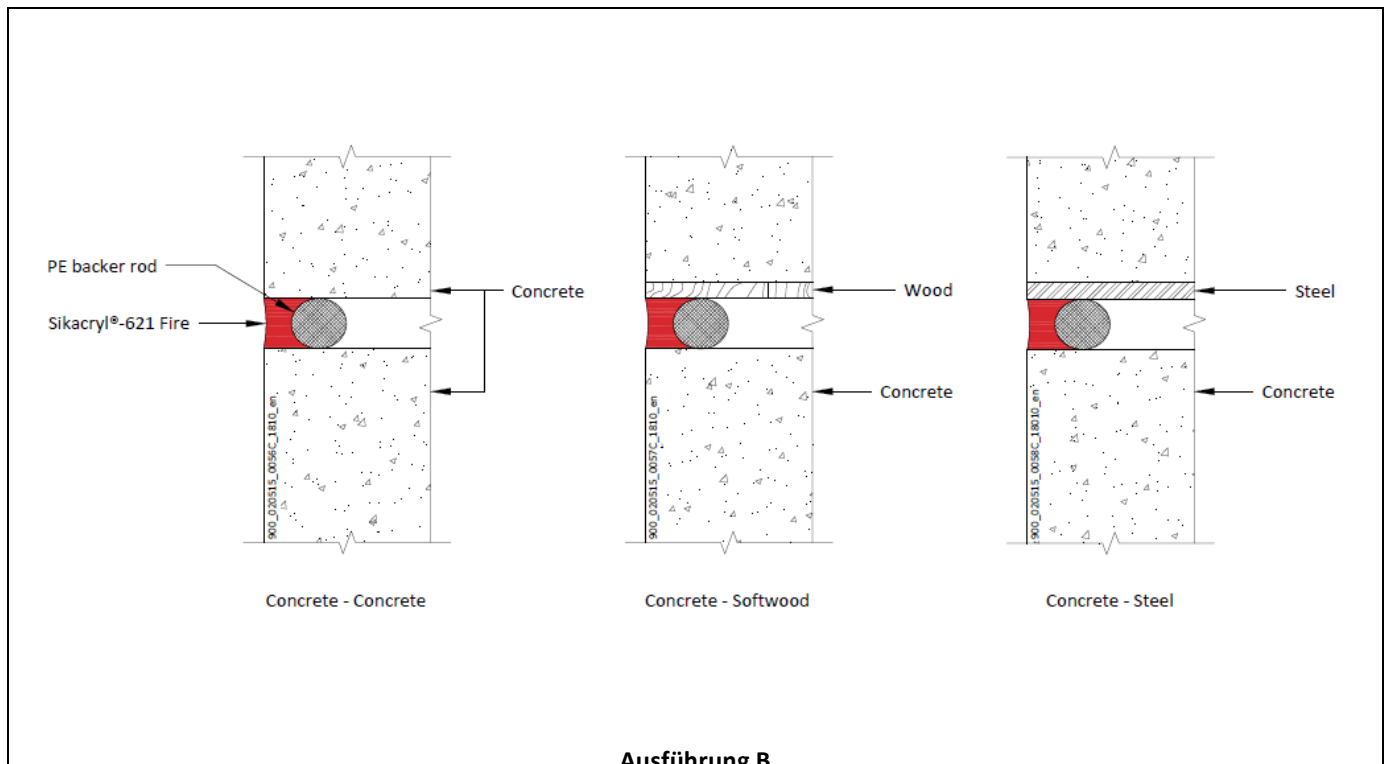 PE backer rod
Sikacryl®-621 Fire
Concrete
900_020515_0056C_1810_en
Concrete - Concrete
Wood
Concrete
900_020515_0057C_1810_en
Concrete - Softwood
Steel
Concrete
900_020515_0058C_18010_en
Concrete - Steel
Ausführung B